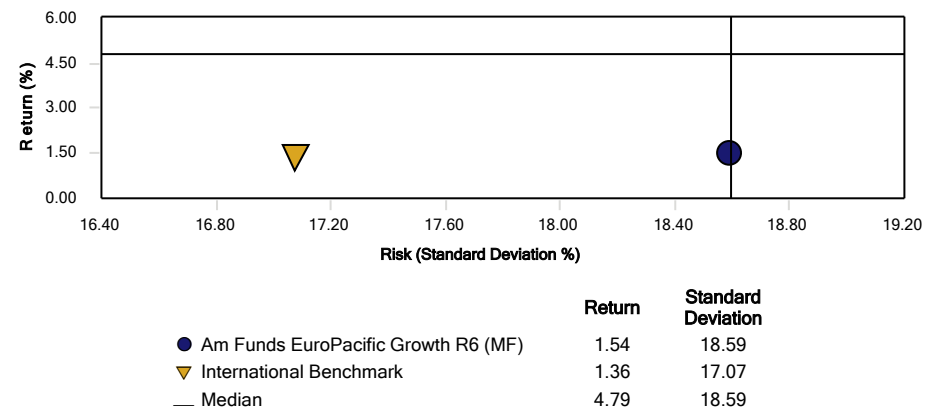 6.00
4.50
3.00
1.50
0.00
Return (%)
16.40 16.80 17.20 17.60 18.00 18.40 18.80 19.20
Risk (Standard Deviation %)
Return Standard Deviation
Am Funds EuroPacific Growth R6 (MF) 1.54 18.59
International Benchmark 1.36 17.07
Median 4.79 18.59